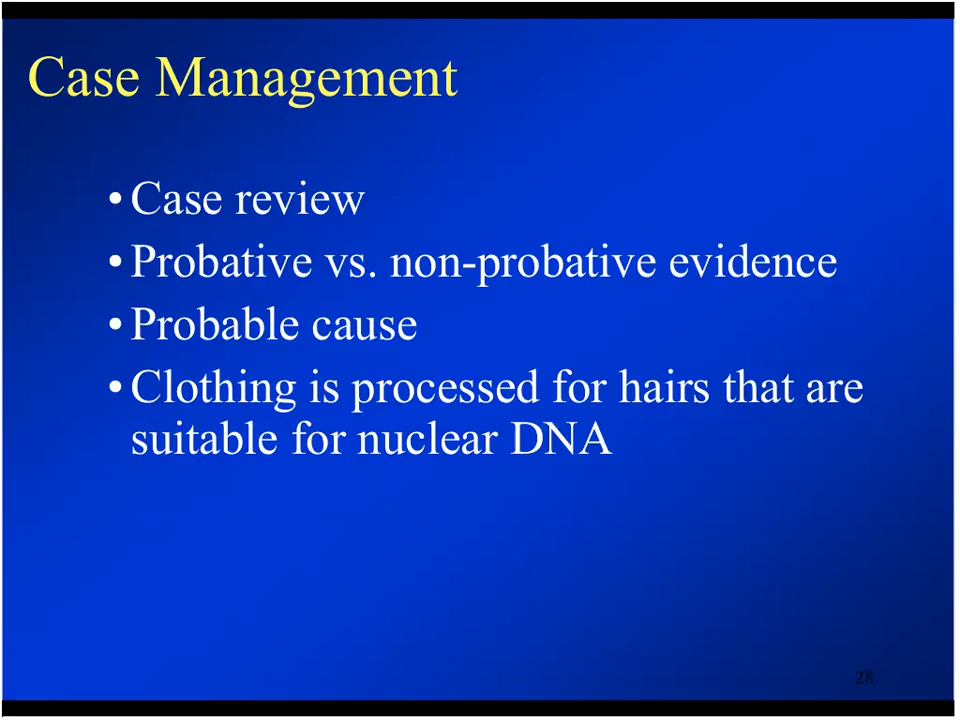 Case Management
• Case review
• Probative vs. non-probative evidence
• Probable cause
• Clothing is processed for hairs that are
suitable for nuclear DNA
28